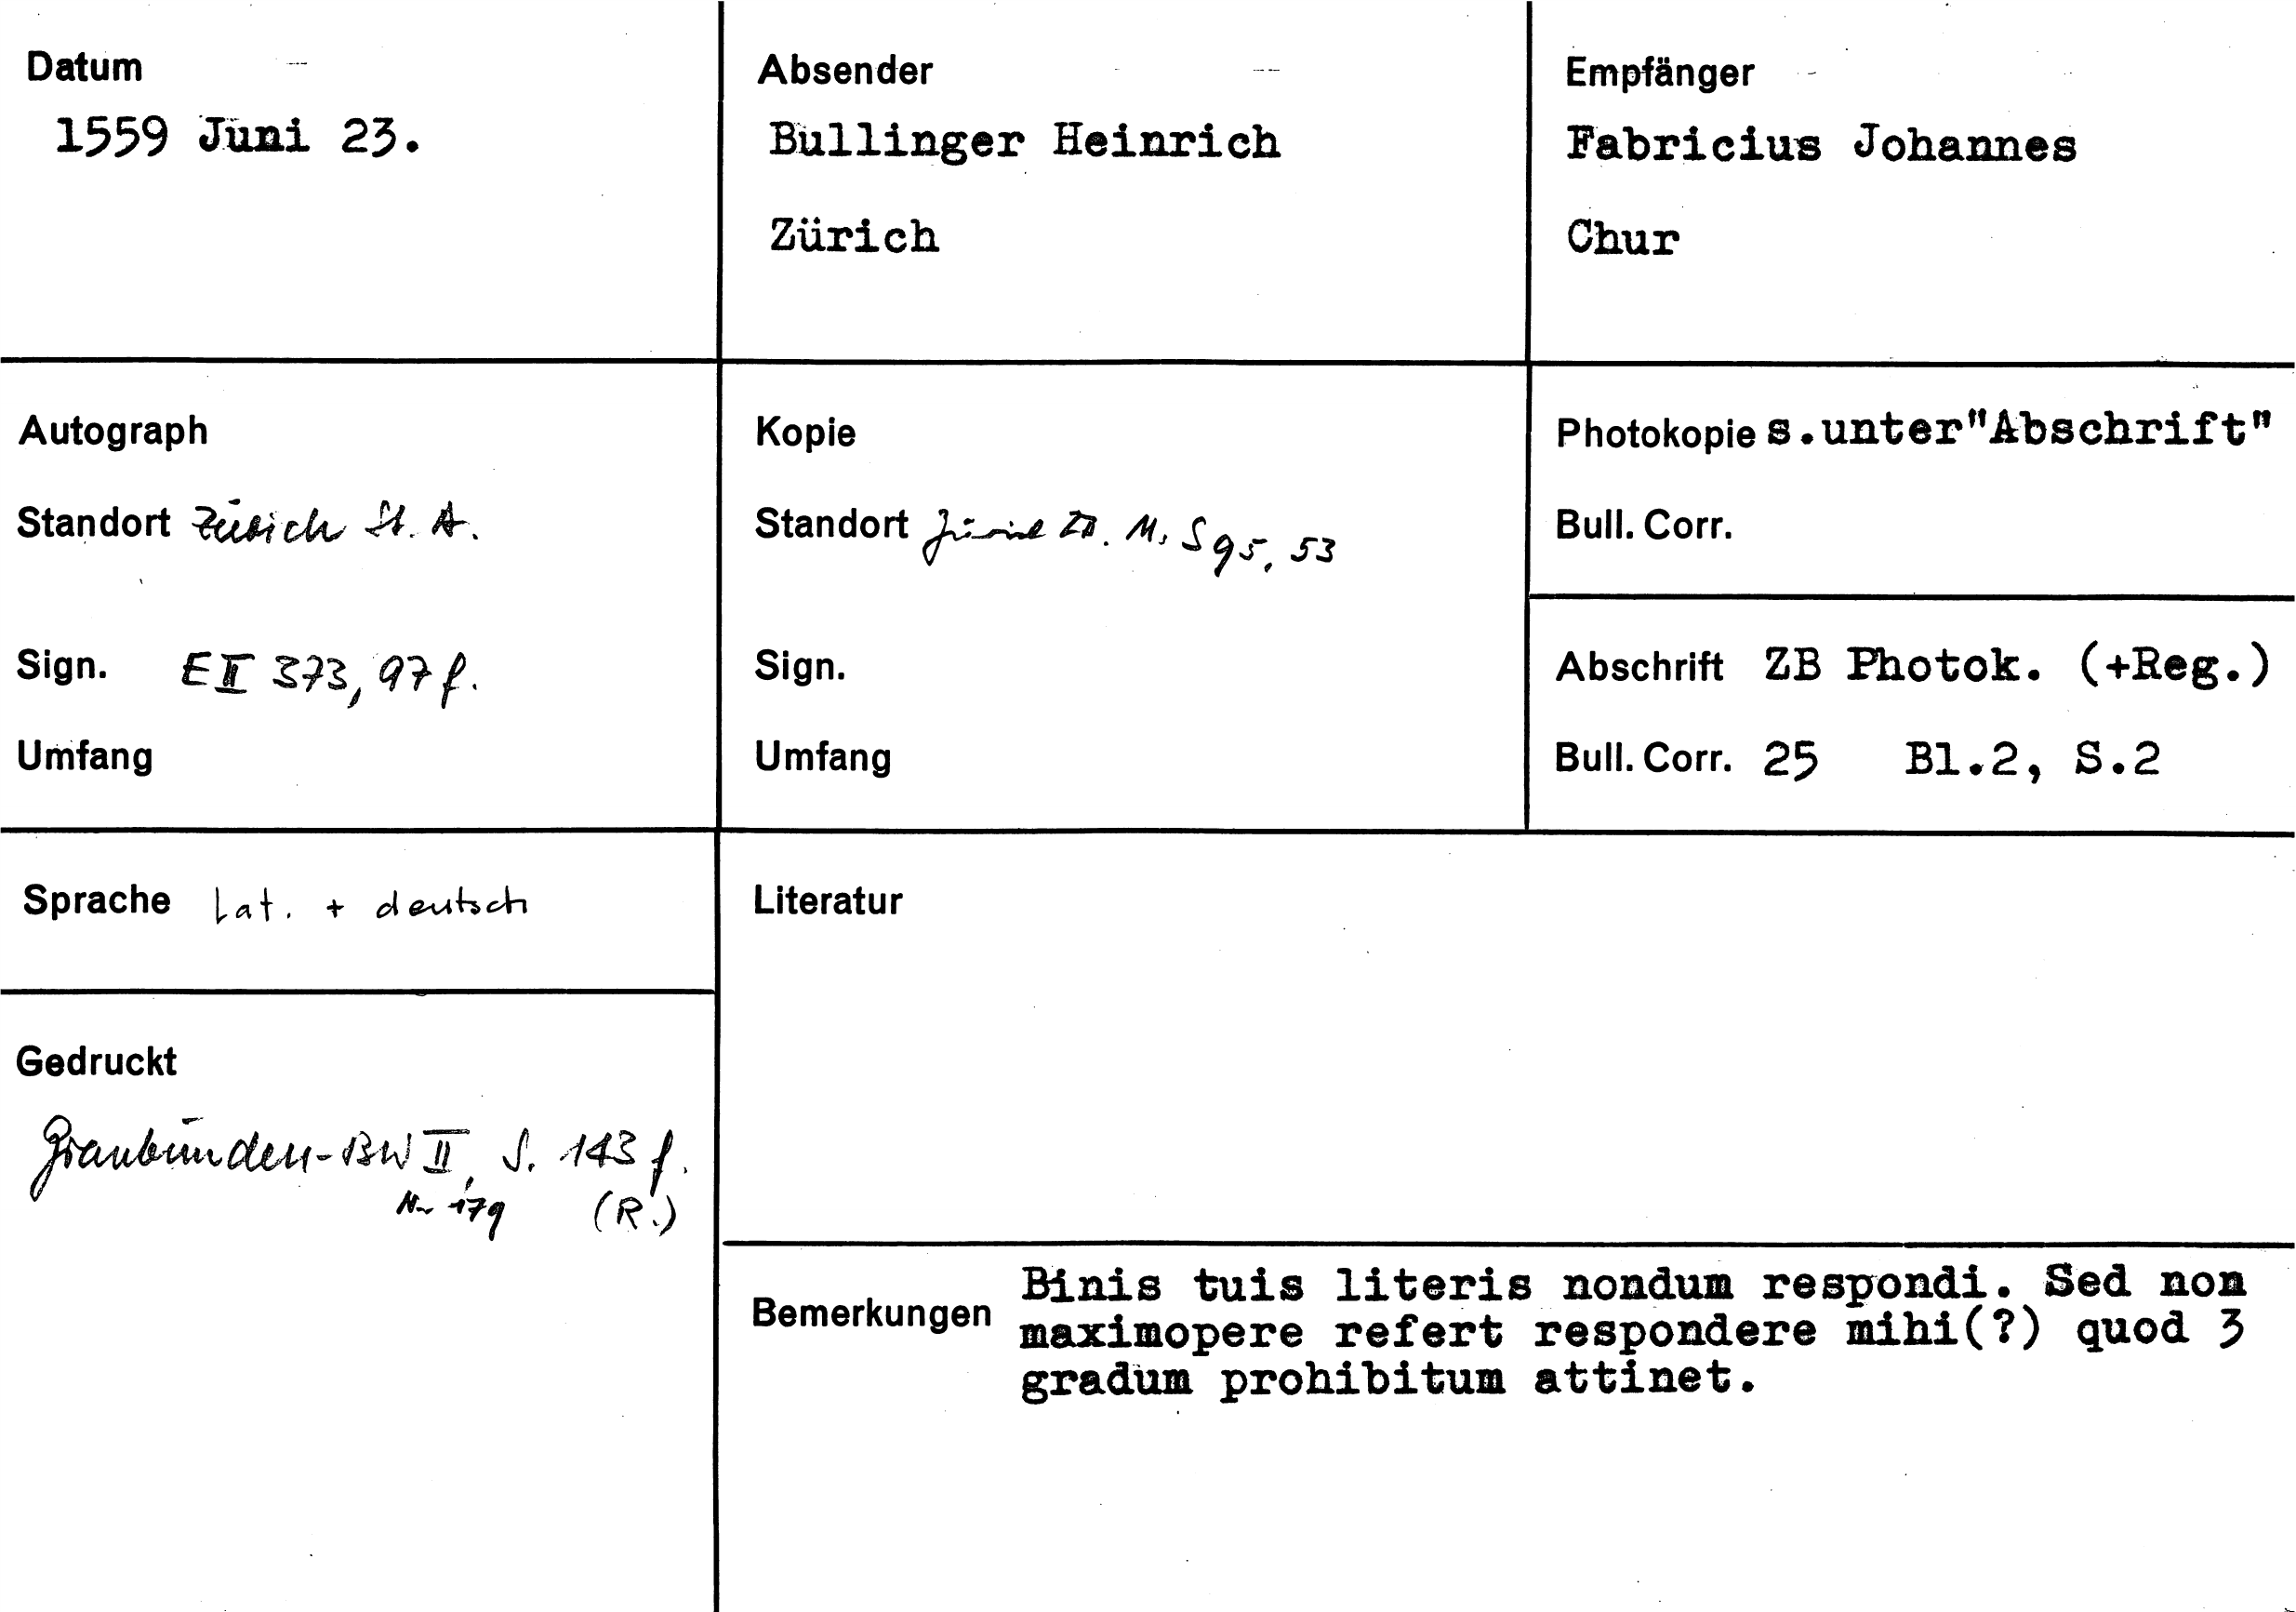 Datum
1559 Juni 23.
Absender
Bullinger Heinrich
Zürich
Empfänger
Fabricius Johannes
Chur
Autograph
Standort Zürich St. A.
Sign. E II 373, 97 f.
Umfang
Kopie
Standort Zürich ZB. Ms S 95, 53
Sign.
Umfang
Photokopie s.unter"Abschrift"
Bull. Corr.
Abschrift ZB Photok. (+Reg.)
Bull. Corr. 25 Bl.2, S.2
Sprache Lat. + deutsch
Literatur
Gedruckt
Graubünden-BW II, S. 143 f.
Nr 179 (R.)
Bemerkungen
Binis tuis literis nondum respondi. Sed non
maximopere refert respondere mihi(?) quod 3
gradum prohibitum attinet.